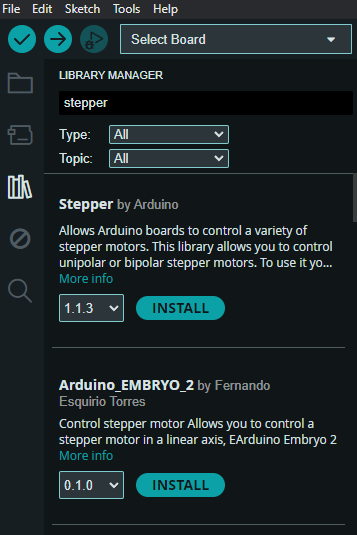 File Edit Sketch Tools Help
Select Board
LIBRARY MANAGER
stepper
Type: All
Topic: All
Stepper by Arduino
Allows Arduino boards to control a variety of
stepper motors. This library allows you to control
unipolar or bipolar stepper motors. To use it yo...
More info
1.1.3 INSTALL
Arduino_EMBRYO_2 by Fernando
Esquirio Torres
Control stepper motor Allows you to control a
stepper motor in a linear axis, EArduino Embryo 2
More info
0.1.0 INSTALL